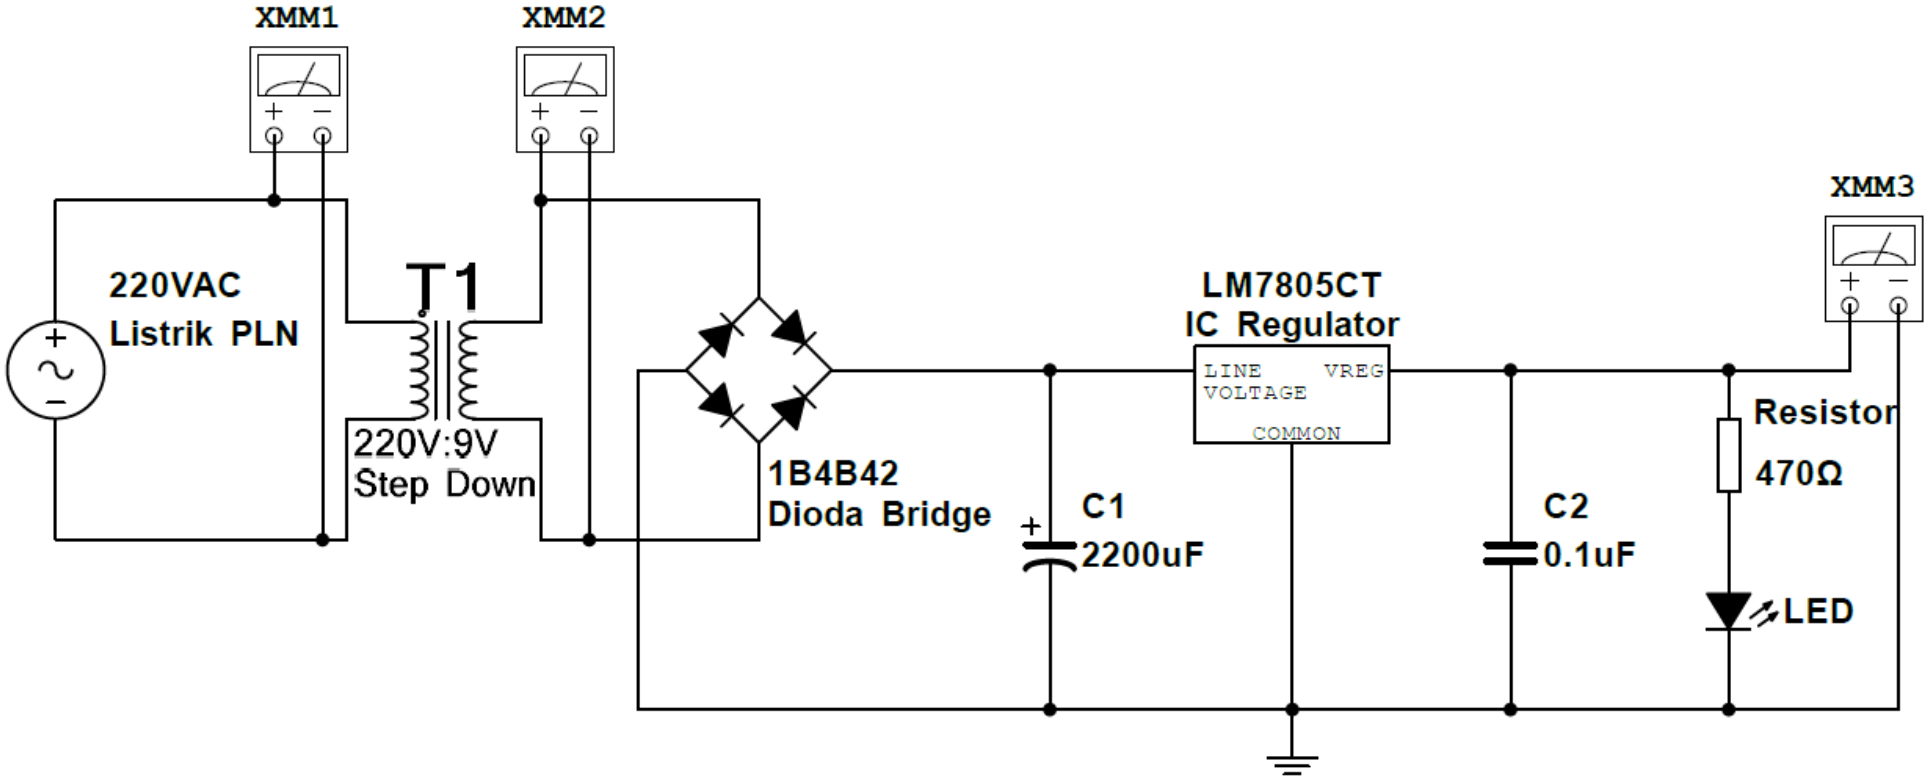 XMM1
XMM2
XMM3
+ −
+ −
+ −
220VAC
Listrik PLN
+
−
T1
220V:9V
Step Down
1B4B42
Dioda Bridge
LM7805CT
IC Regulator
LINE VREG
VOLTAGE
COMMON
+
C1
2200uF
C2
0.1uF
Resistor
470Ω
LED